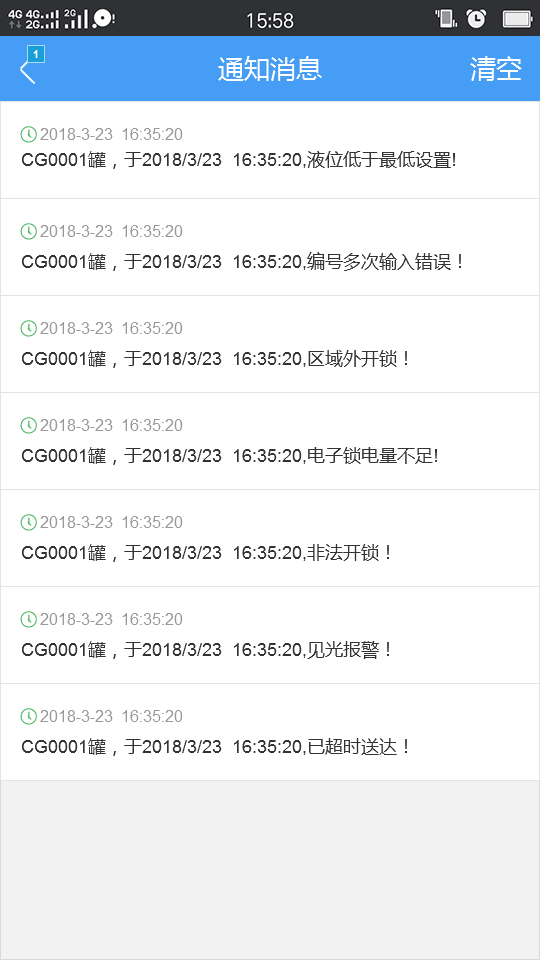 4G 4G 2G 2G 15:58
1
通知消息 清空
2018-3-23 16:35:20
CG0001罐，于2018/3/23 16:35:20,液位低于最低设置!
2018-3-23 16:35:20
CG0001罐，于2018/3/23 16:35:20,编号多次输入错误！
2018-3-23 16:35:20
CG0001罐，于2018/3/23 16:35:20,区域外开锁！
2018-3-23 16:35:20
CG0001罐，于2018/3/23 16:35:20,电子锁电量不足!
2018-3-23 16:35:20
CG0001罐，于2018/3/23 16:35:20,非法开锁！
2018-3-23 16:35:20
CG0001罐，于2018/3/23 16:35:20,见光报警！
2018-3-23 16:35:20
CG0001罐，于2018/3/23 16:35:20,已超时送达！